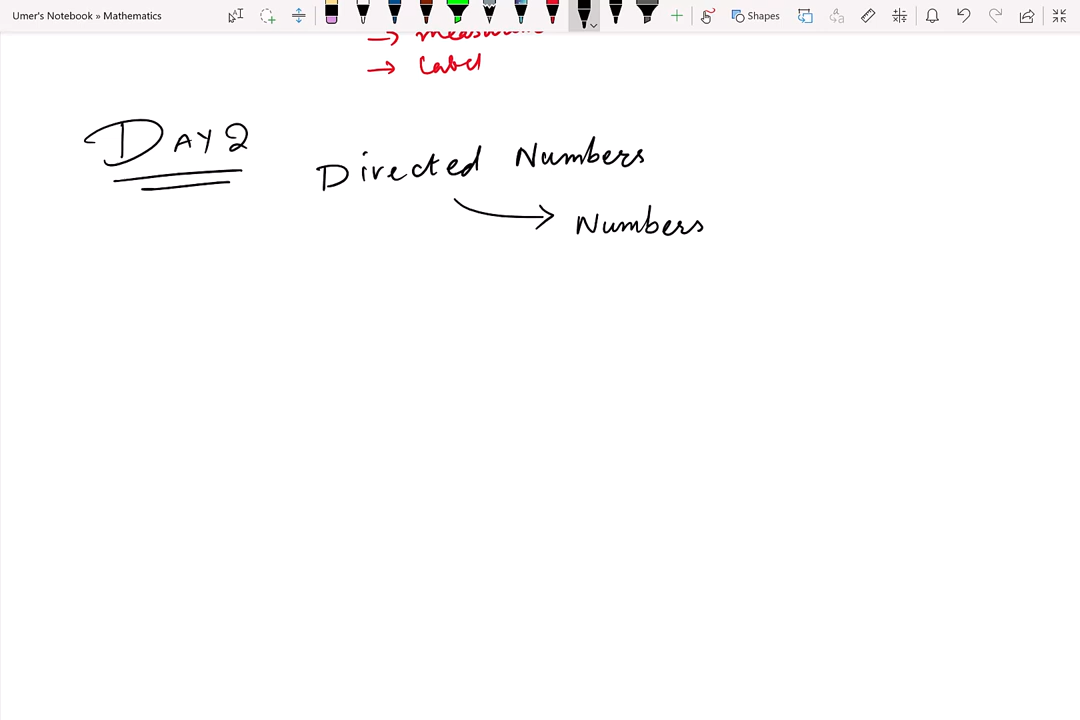 Umer's Notebook » Mathematics
Shapes
→ Label
DAY 2
Directed Numbers
→ Numbers